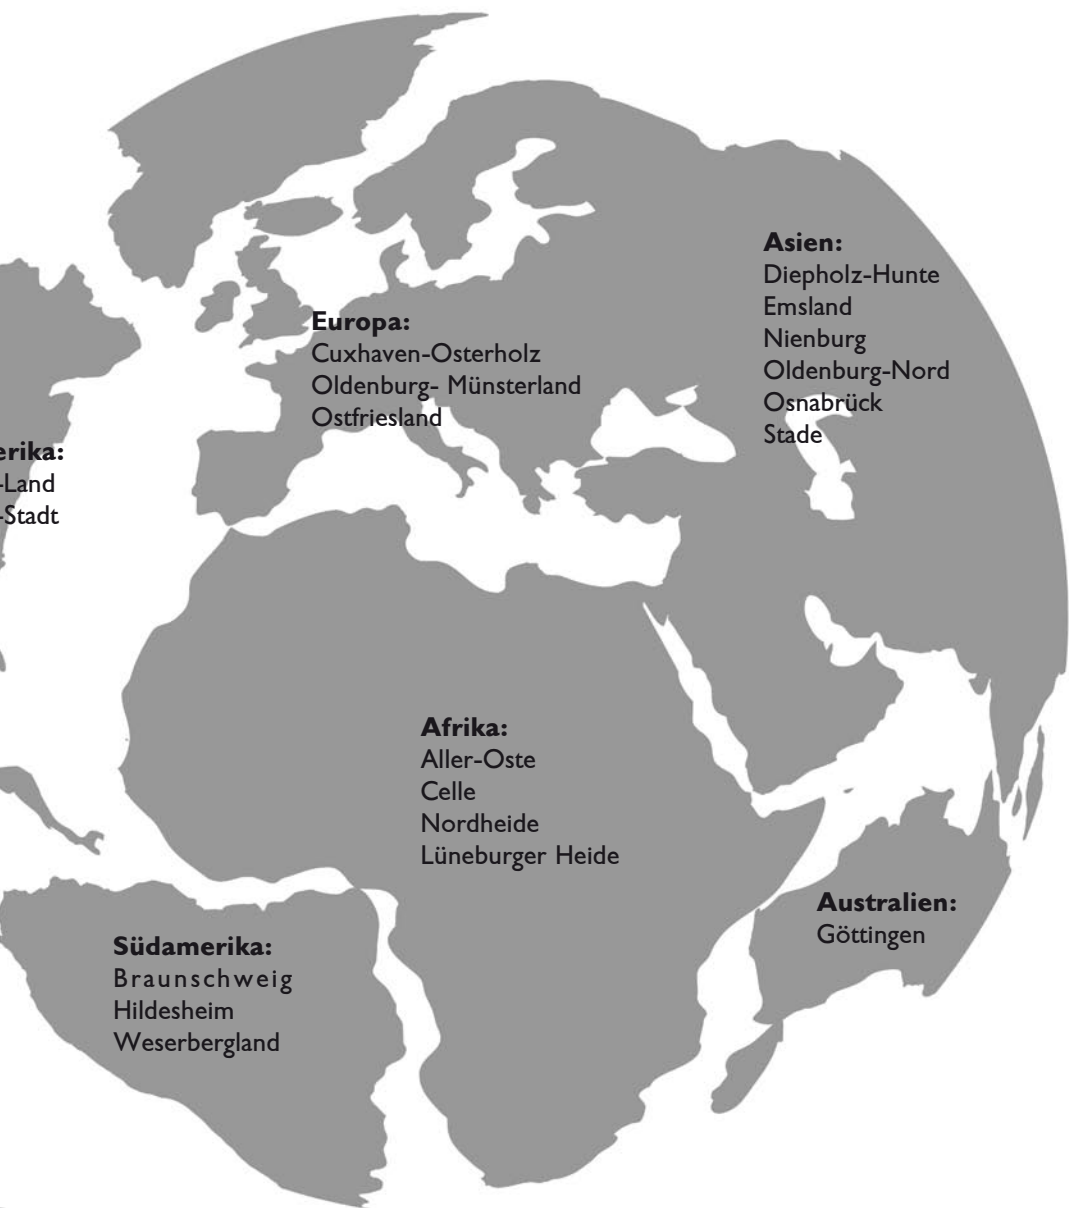 Asien:
Diepholz-Hunte
Emsland
Nienburg
Oldenburg-Nord
Osnabrück
Stade
Europa:
Cuxhaven-Osterholz
Oldenburg- Münsterland
Ostfriesland
erika:
-Land
-Stadt
Afrika:
Aller-Oste
Celle
Nordheide
Lüneburger Heide
Australien:
Göttingen
Südamerika:
Braunschweig
Hildesheim
Weserbergland